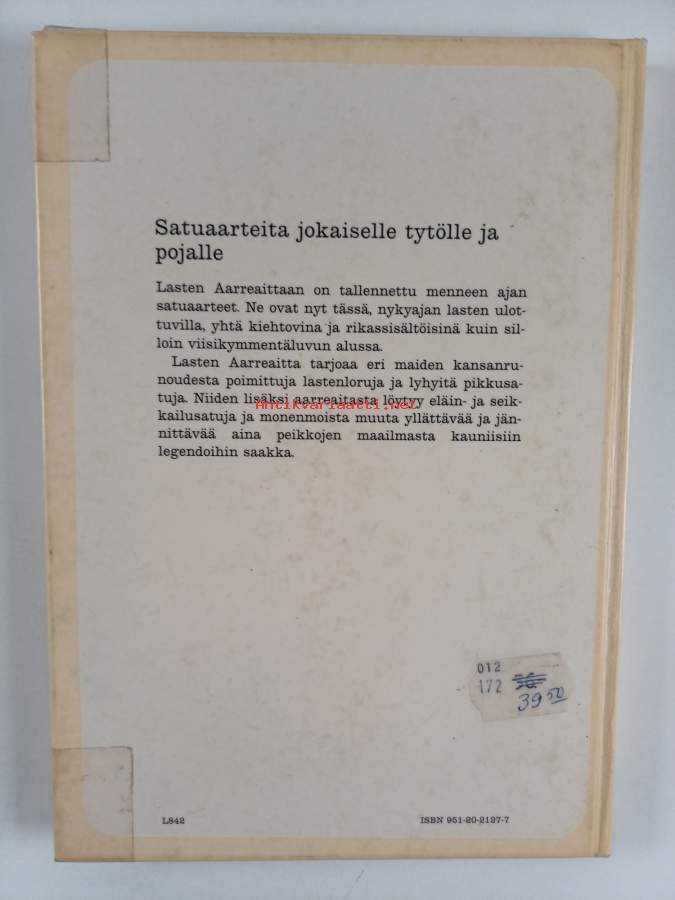 Satuaarteita jokaiselle tytölle ja
pojalle
Lasten Aarreaittaan on tallennettu menneen ajan
satuaarteet. Ne ovat nyt tässä, nykyajan lasten ulot-
tuvilla, yhtä kiehtovina ja rikassisältöisinä kuin sil-
loin viisikymmentäluvun alussa.
Lasten Aarreaitta tarjoaa eri maiden kansanru-
noudesta poimittuja lastenloruja ja lyhyitä pikkusa-
tuja. Niiden lisäksi aarreaitasta löytyy eläin- ja seik-
Antikvariaatti.net
kailusatuja ja monenmoista muuta yllättävää ja jän-
nittävää aina peikkojen maailmasta kauniisiin
legendoihin saakka.
012
172
39 50
L842
ISBN 951-20-2127-7